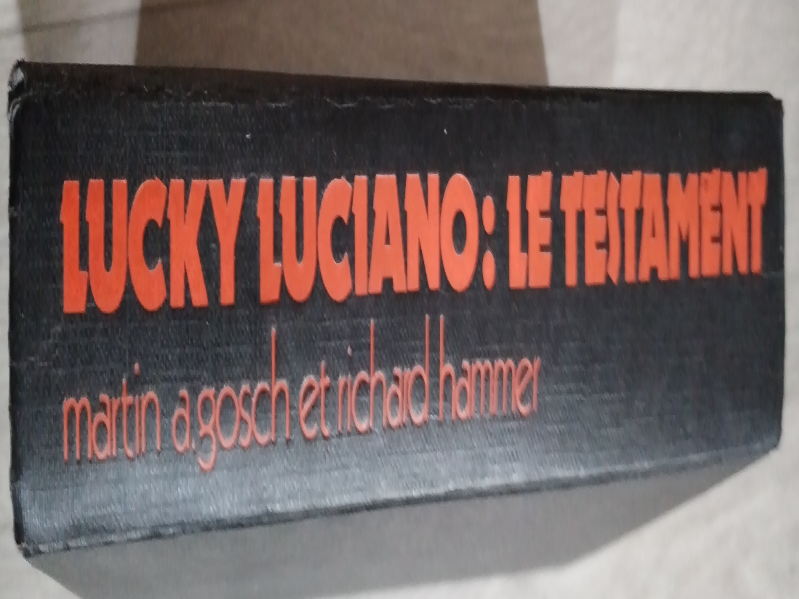 LUCKY LUCIANO: LE TESTAMENT
martin a.gosch et richard hammer